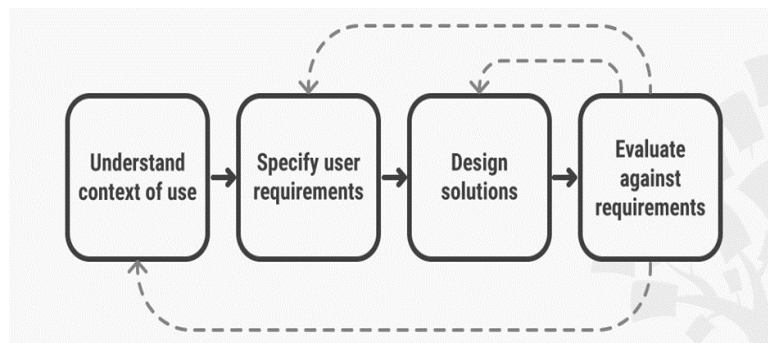 Understand
context of use
Specify user
requirements
Design
solutions
Evaluate
against
requirements